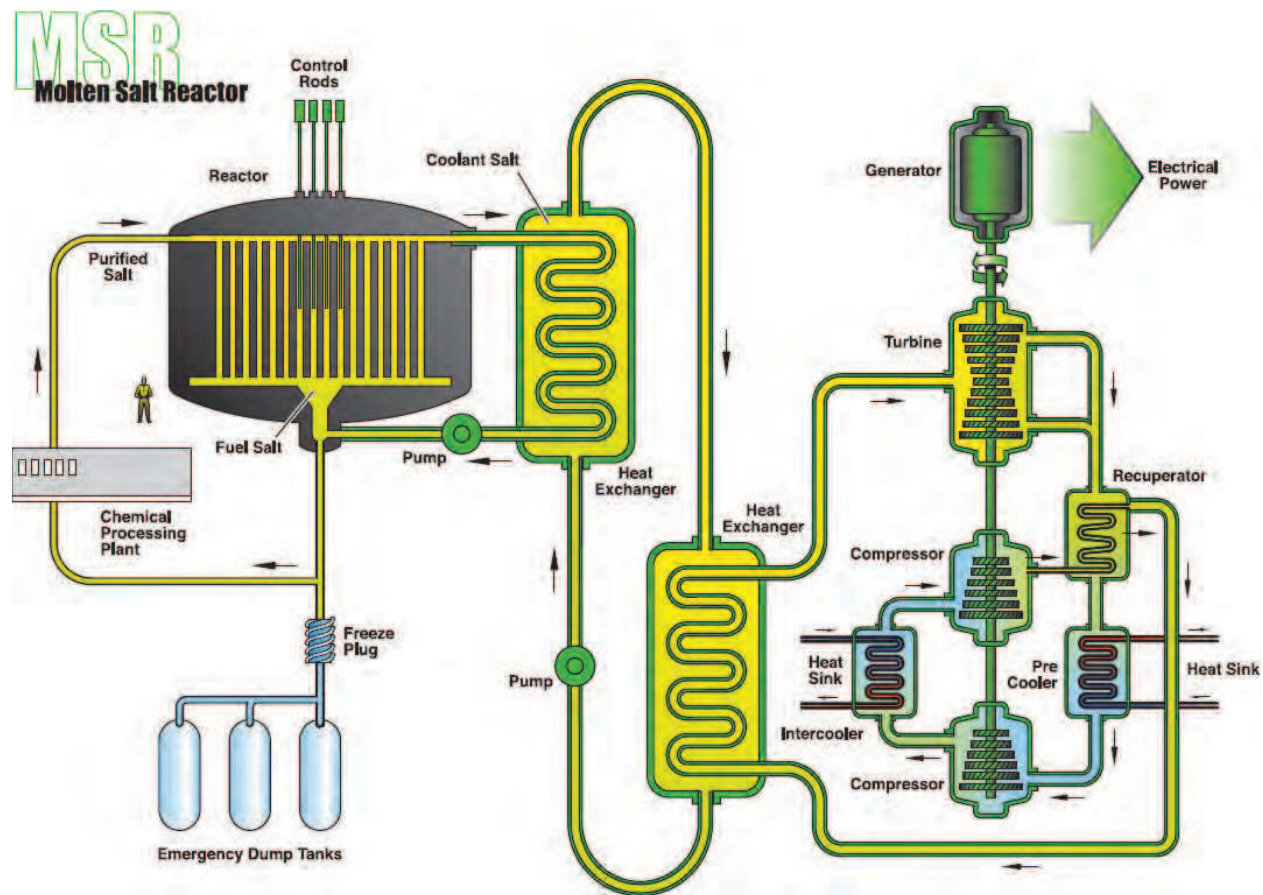 MSR
Molten Salt Reactor
Control
Rods
Coolant Salt
Reactor
Generator
Electrical
Power
Purified
Salt
Turbine
Fuel Salt
Pump
Heat
Exchanger
Recuperator
Chemical
Processing
Plant
Heat
Exchanger
Compressor
Freeze
Plug
Pump
Heat
Sink
Pre
Cooler
Heat Sink
Intercooler
Compressor
Emergency Dump Tanks